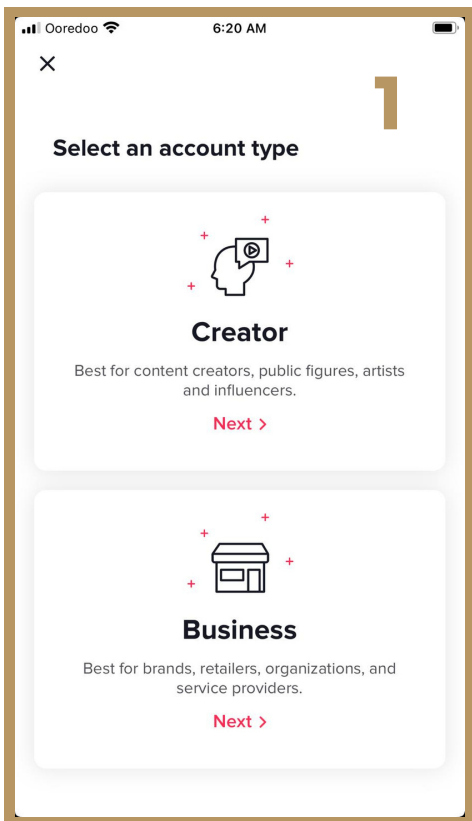 Ooredoo 6:20 AM
1
Select an account type
Creator
Best for content creators, public figures, artists
and influencers.
Next >
Business
Best for brands, retailers, organizations, and
service providers.
Next >